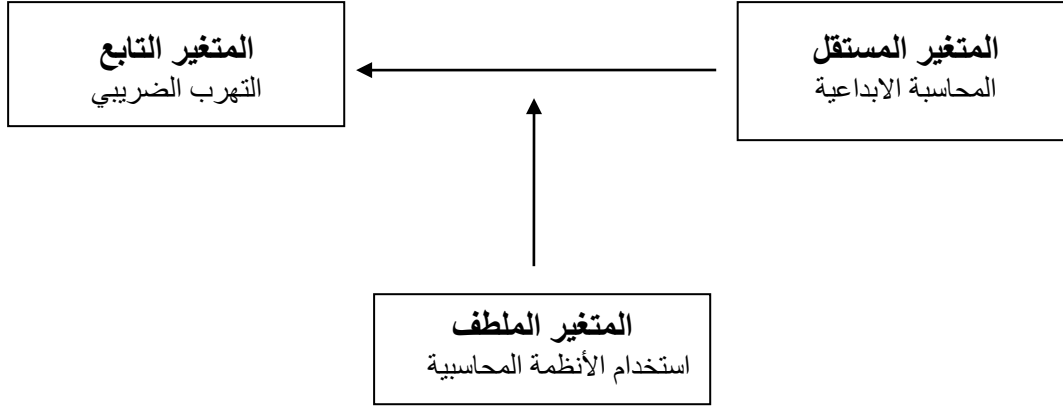 المتغير المستقل
المحاسبة الابداعية
المتغير التابع
التهرب الضريبي
المتغير الملطف
استخدام الأنظمة المحاسبية